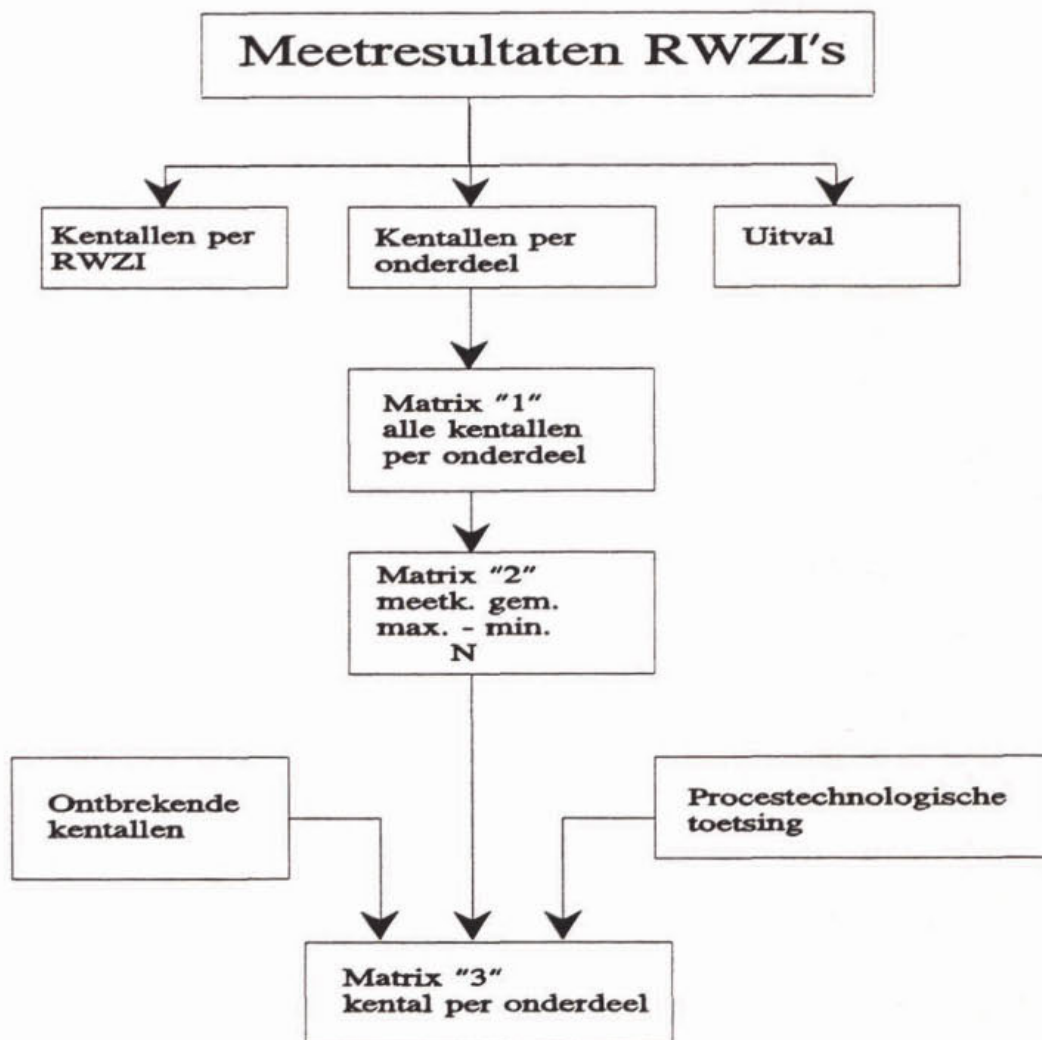 Meetresultaten RWZI's
Kentallen per
RWZI
Kentallen per
onderdeel
Uitval
Matrix "1"
alle kentallen
per onderdeel
Matrix "2"
meetk. gem.
max. - min.
N
Ontbrekende
kentallen
Procestechnologische
toetsing
Matrix "3"
kental per onderdeel